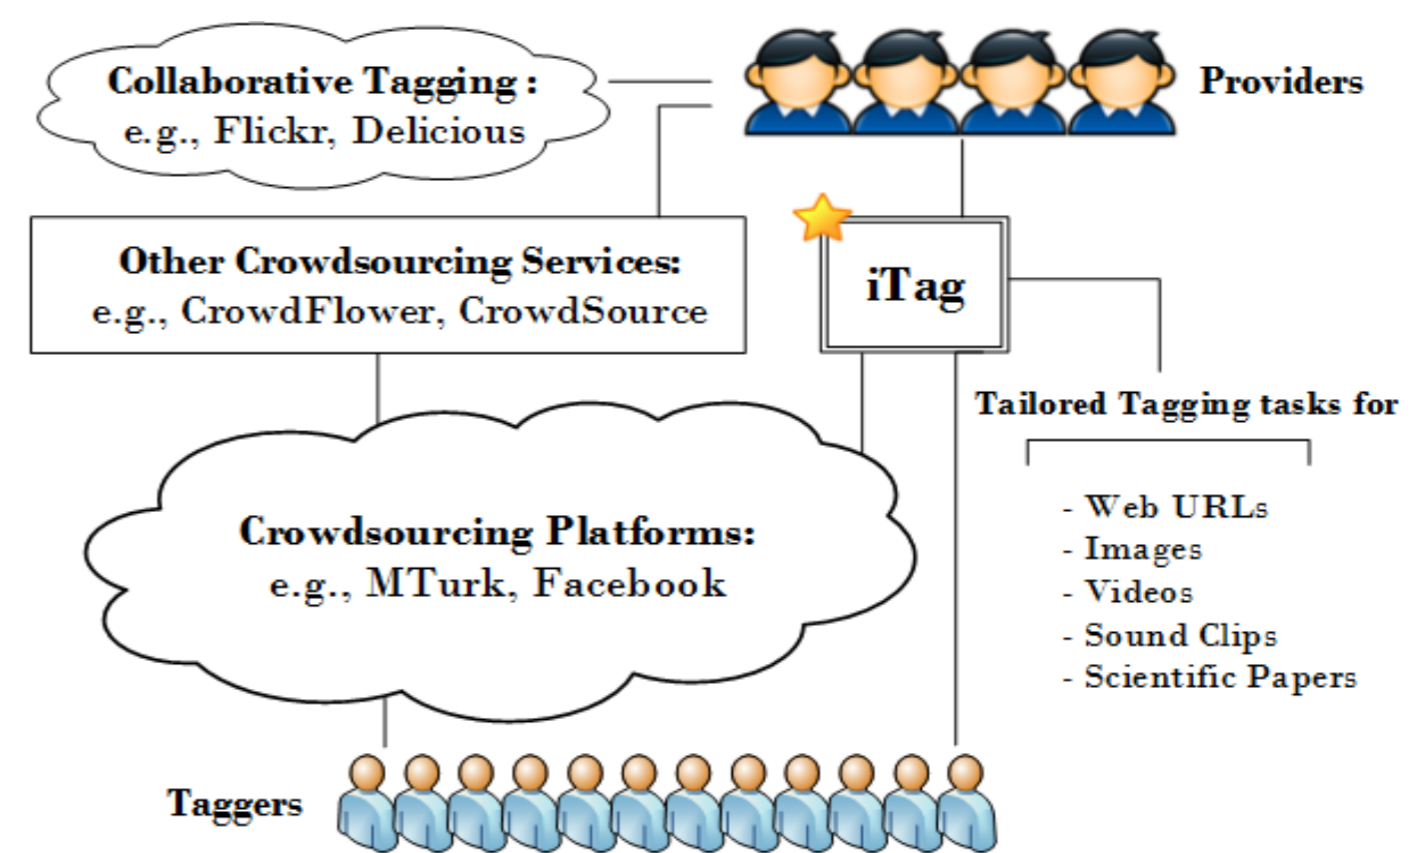 Collaborative Tagging :
e.g., Flickr, Delicious
Providers
Other Crowdsourcing Services:
e.g., CrowdFlower, CrowdSource
iTag
Tailored Tagging tasks for
- Web URLs
- Images
- Videos
- Sound Clips
- Scientific Papers
Crowdsourcing Platforms:
e.g., MTurk, Facebook
Taggers